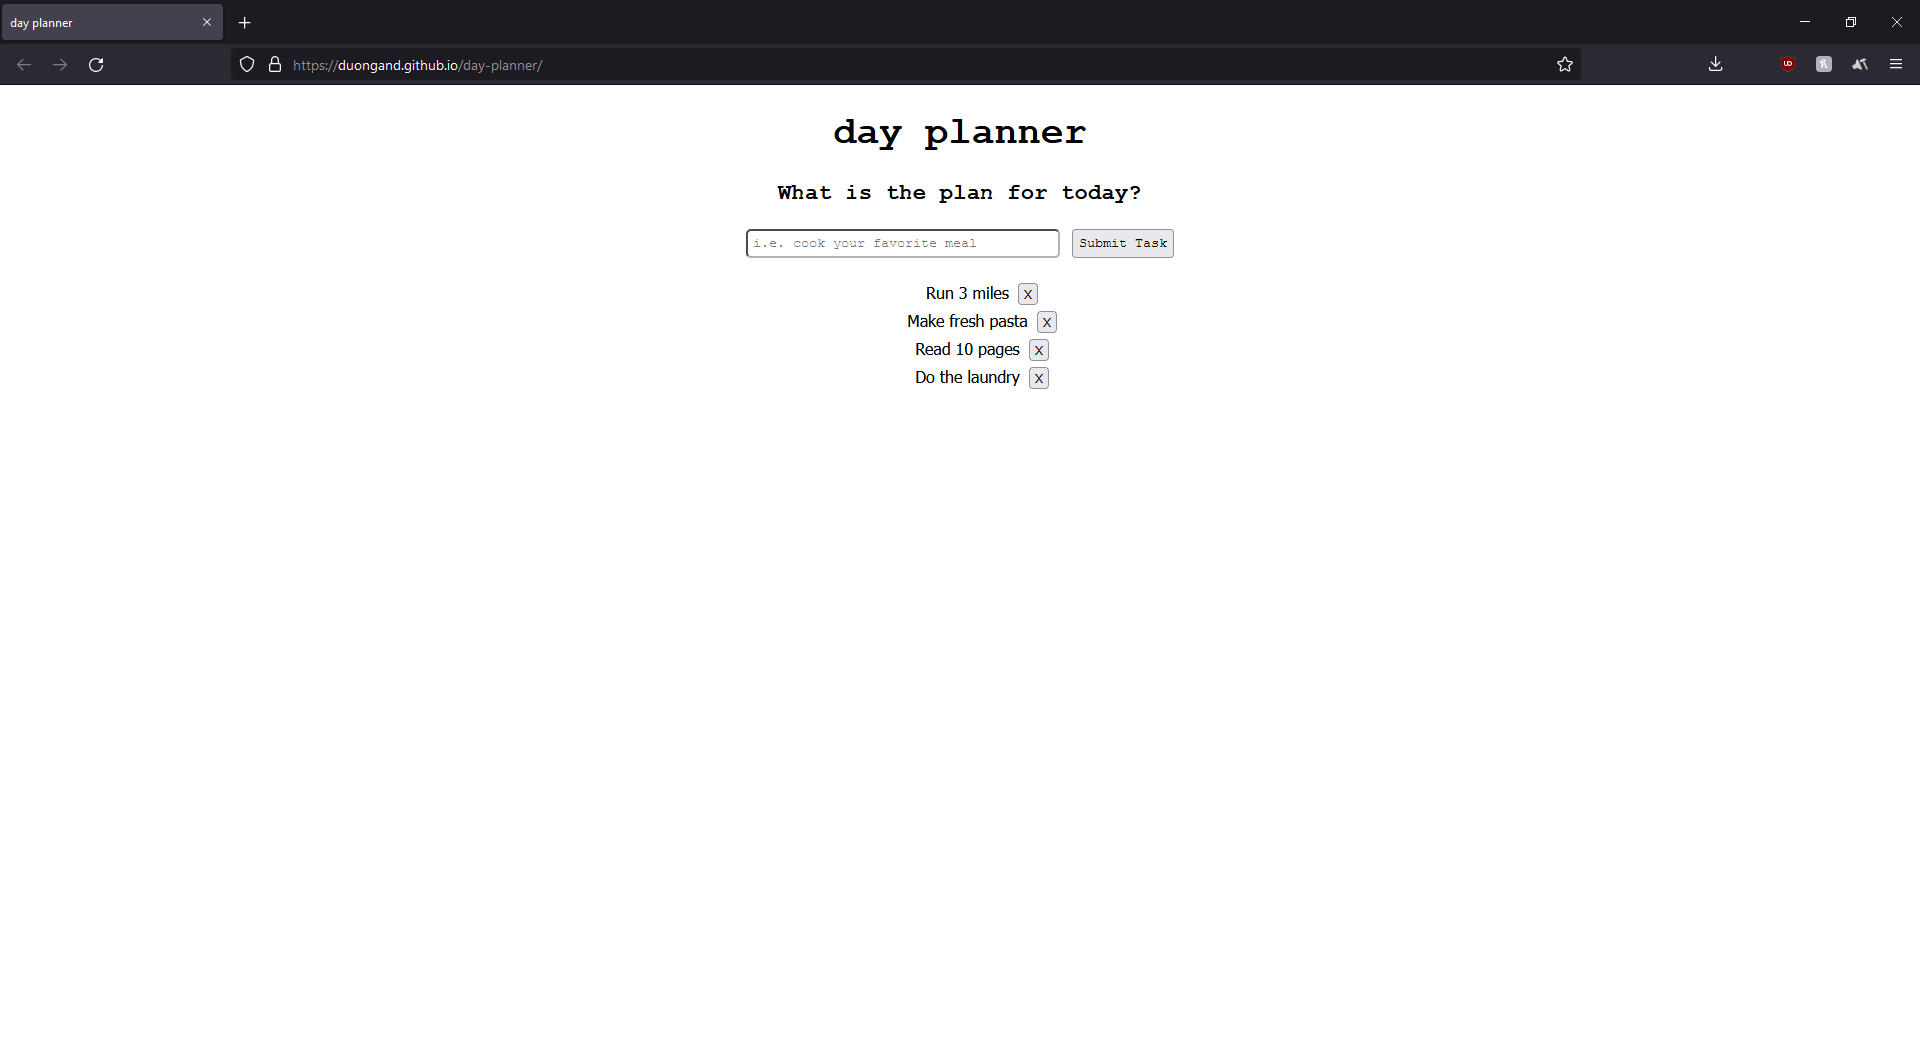 day planner
https://duongand.github.io/day-planner/
day planner
What is the plan for today?
i.e. cook your favorite meal Submit Task
Run 3 miles X
Make fresh pasta X
Read 10 pages X
Do the laundry X